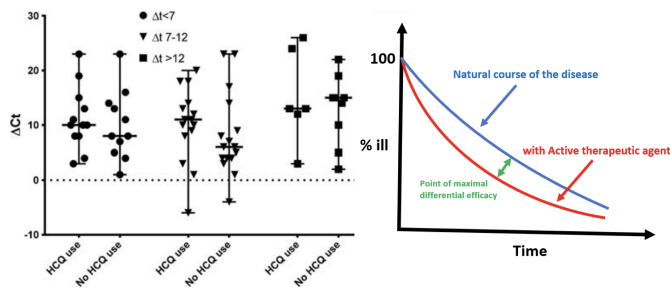 Δt<7
Δt 7-12
Δt >12
ΔCt
30
20
10
0
-10
HCQ use
No HCQ use
HCQ use
No HCQ use
HCQ use
No HCQ use
100
% ill
Natural course of the disease
with Active therapeutic agent
Point of maximal
differential efficacy
Time